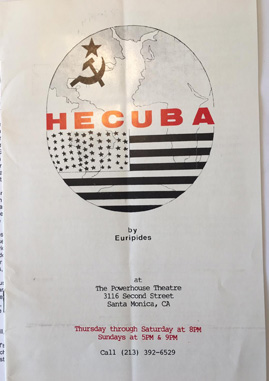 HECUBA
by
Euripides
at
The Powerhouse Theatre
3116 Second Street
Santa Monica, CA
Thursday through Saturday at 8PM
Sundays at 5PM & 9PM
Call (213) 392-6529